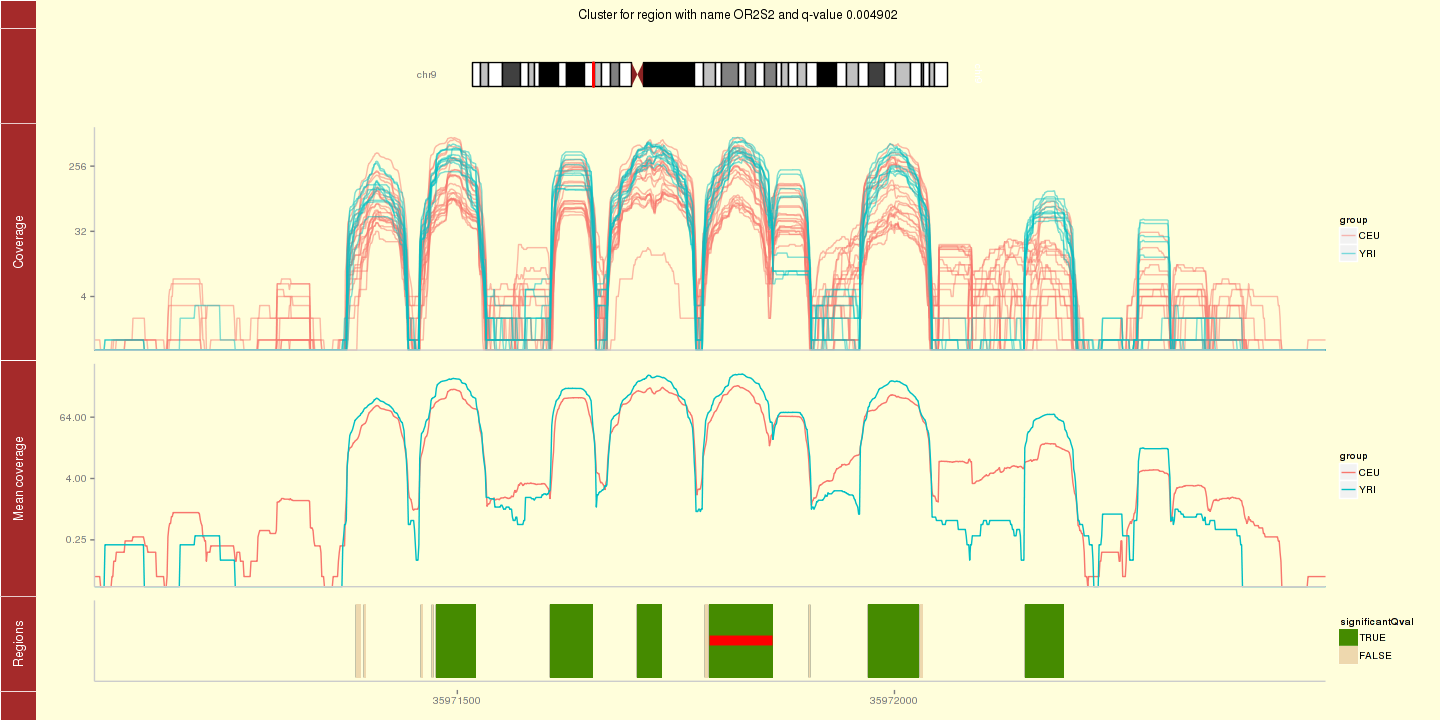 Cluster for region with name OR2S2 and q-value 0.004902
chr9
Coverage
256
32
4
group
CEU
YRI
Mean coverage
64.00
4.00
0.25
group
CEU
YRI
Regions
significantQval
TRUE
FALSE
35971500
35972000